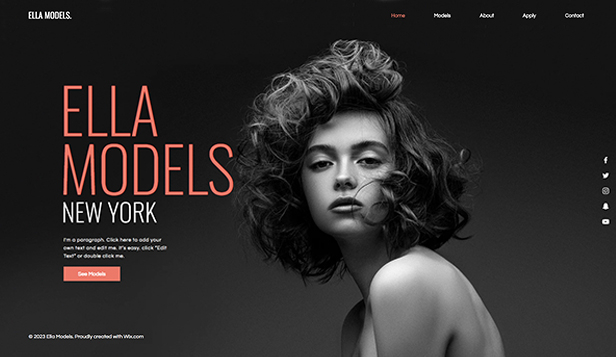 ELLA MODELS.
Home Models About Apply Contact
ELLA
MODELS
NEW YORK
I'm a paragraph. Click here to add your
own text and edit me. It's easy. click "Edit
Text" or double click me.
See Models
© 2023 Ella Models. Proudly created with Wix.com